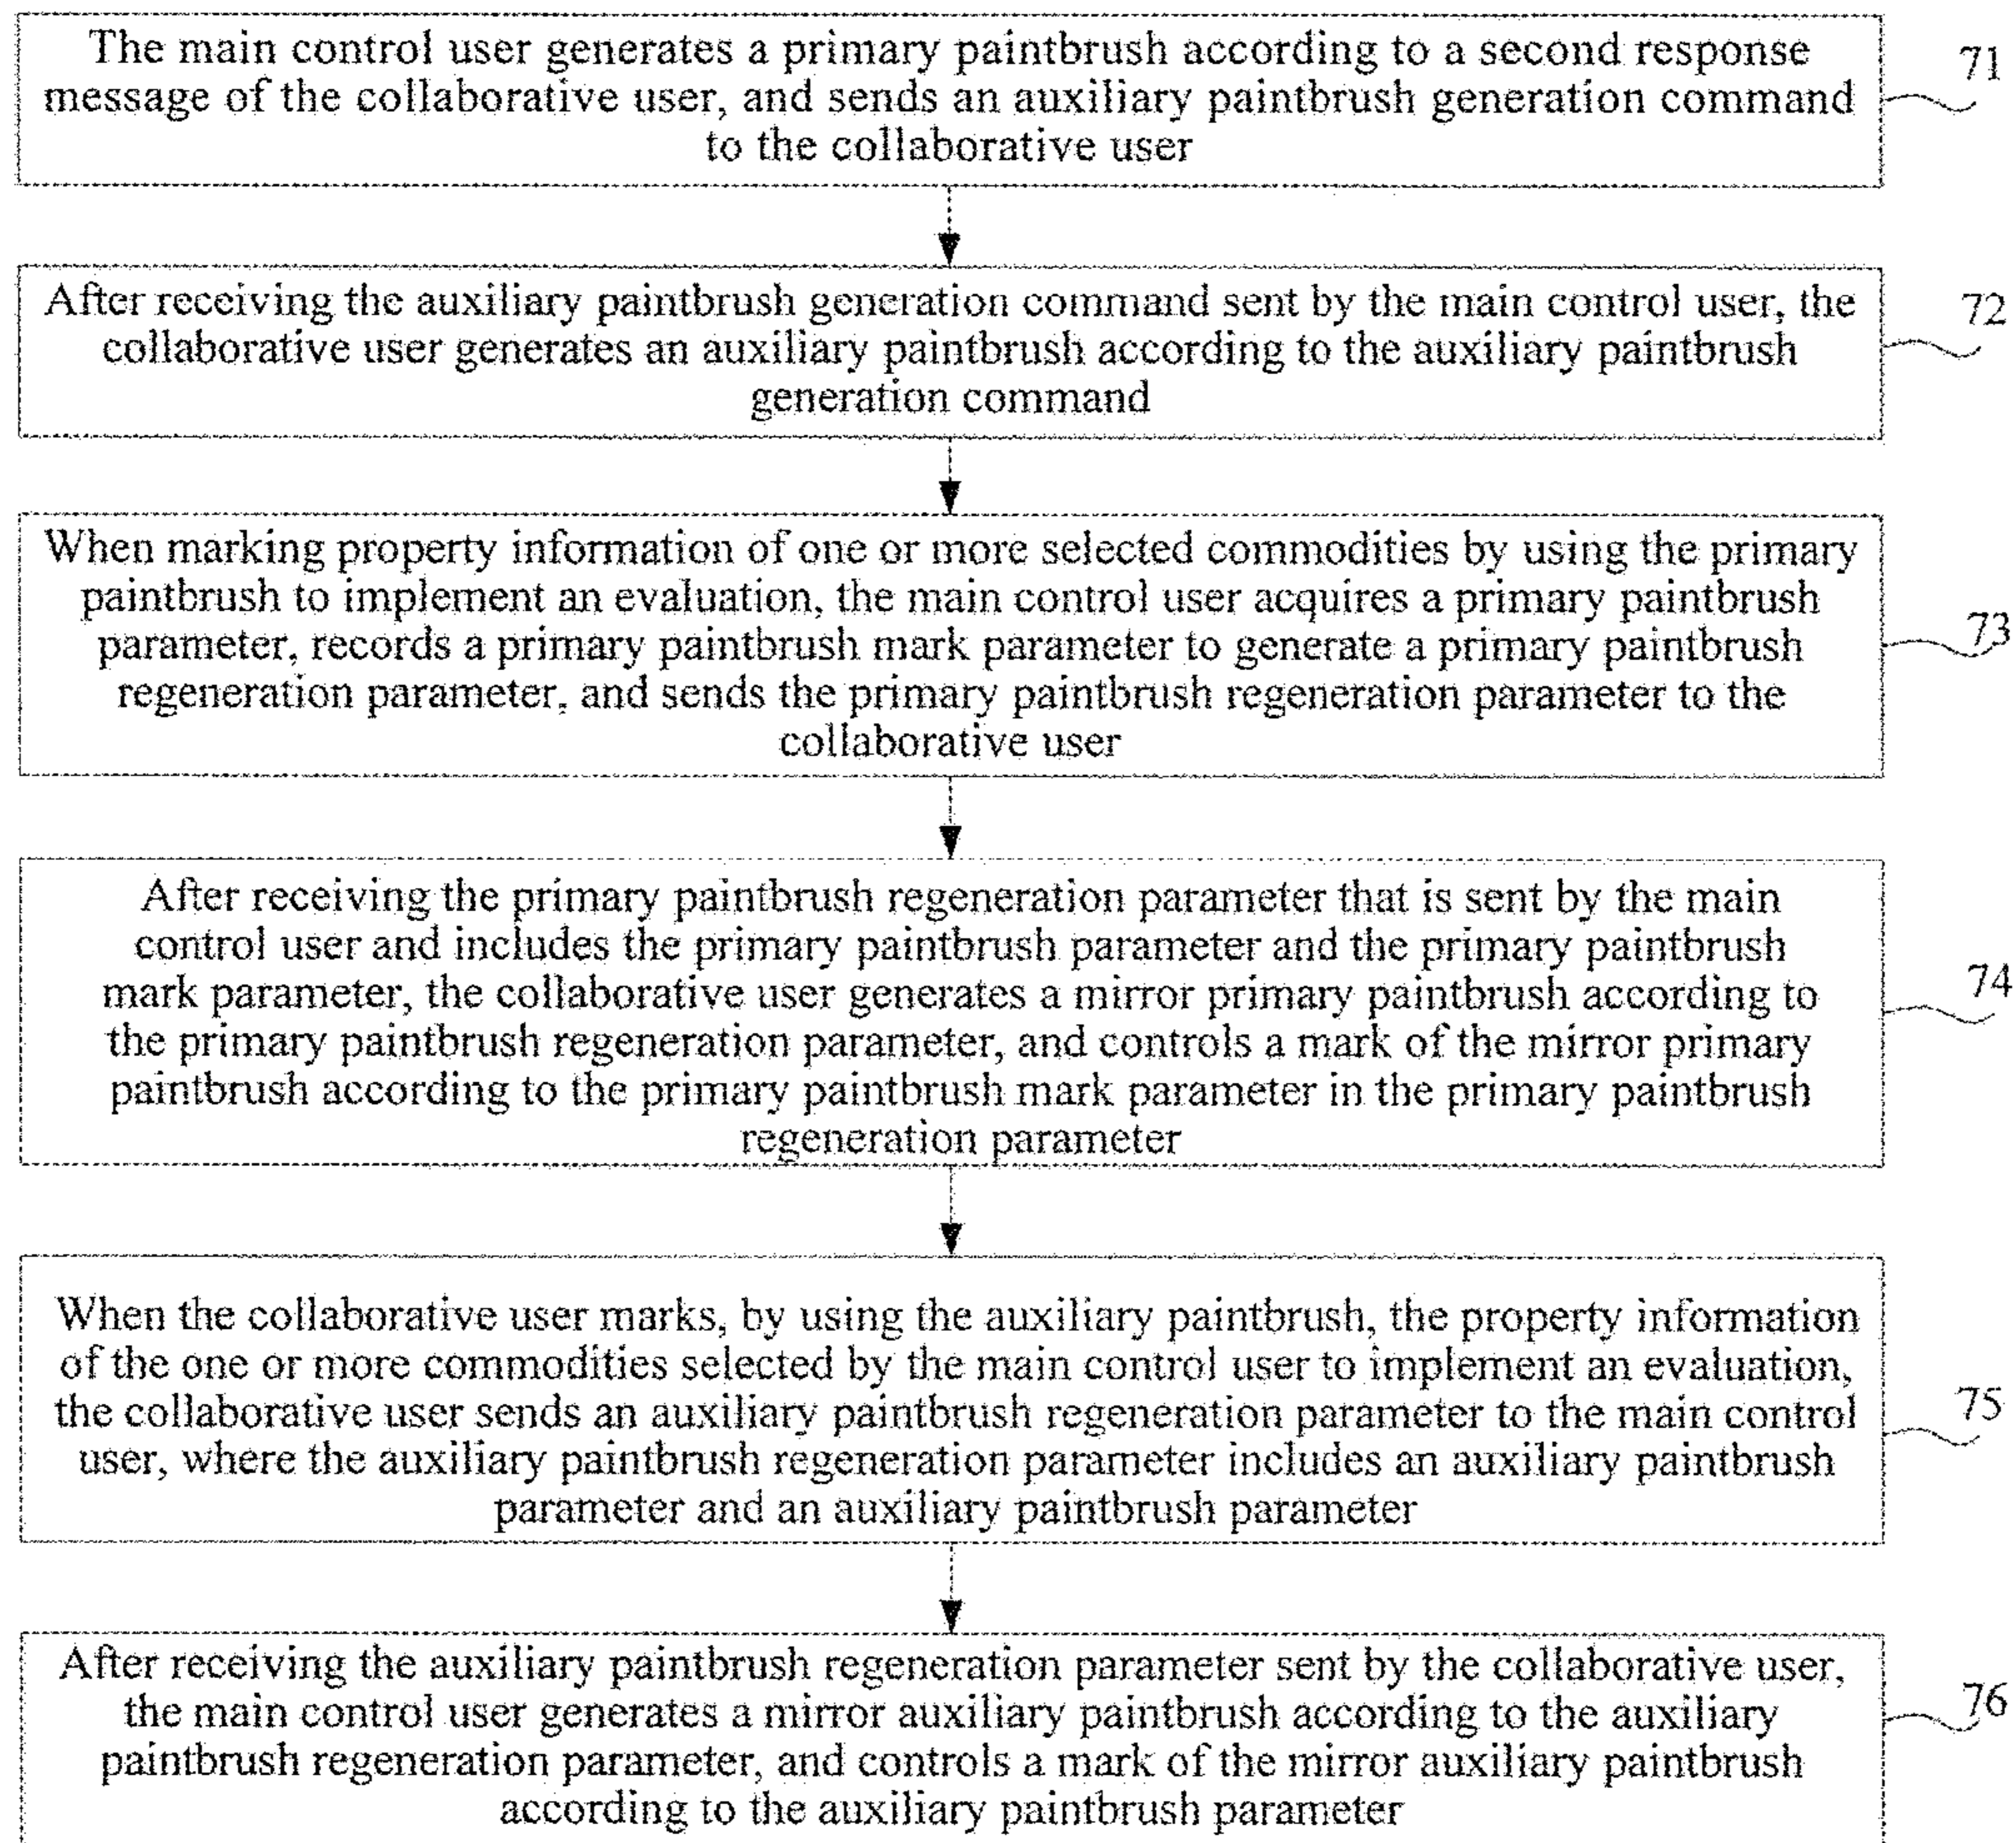 The main control user generates a primary paintbrush according to a second response
message of the collaborative user, and sends an auxiliary paintbrush generation command
to the collaborative user
71
After receiving the auxiliary paintbrush generation command sent by the main control user, the
collaborative user generates an auxiliary paintbrush according to the auxiliary paintbrush
generation command
72
When marking property information of one or more selected commodities by using the primary
paintbrush to implement an evaluation, the main control user acquires a primary paintbrush
parameter, records a primary paintbrush mark parameter to generate a primary paintbrush
regeneration parameter, and sends the primary paintbrush regeneration parameter to the
collaborative user
73
After receiving the primary paintbrush regeneration parameter that is sent by the main
control user and includes the primary paintbrush parameter and the primary paintbrush
mark parameter, the collaborative user generates a mirror primary paintbrush according to
the primary paintbrush regeneration parameter, and controls a mark of the mirror primary
paintbrush according to the primary paintbrush mark parameter in the primary paintbrush
regeneration parameter
74
When the collaborative user marks, by using the auxiliary paintbrush, the property information
of the one or more commodities selected by the main control user to implement an evaluation,
the collaborative user sends an auxiliary paintbrush regeneration parameter to the main control
user, where the auxiliary paintbrush regeneration parameter includes an auxiliary paintbrush
parameter and an auxiliary paintbrush parameter
75
After receiving the auxiliary paintbrush regeneration parameter sent by the collaborative user,
the main control user generates a mirror auxiliary paintbrush according to the auxiliary
paintbrush regeneration parameter, and controls a mark of the mirror auxiliary paintbrush
according to the auxiliary paintbrush parameter
76